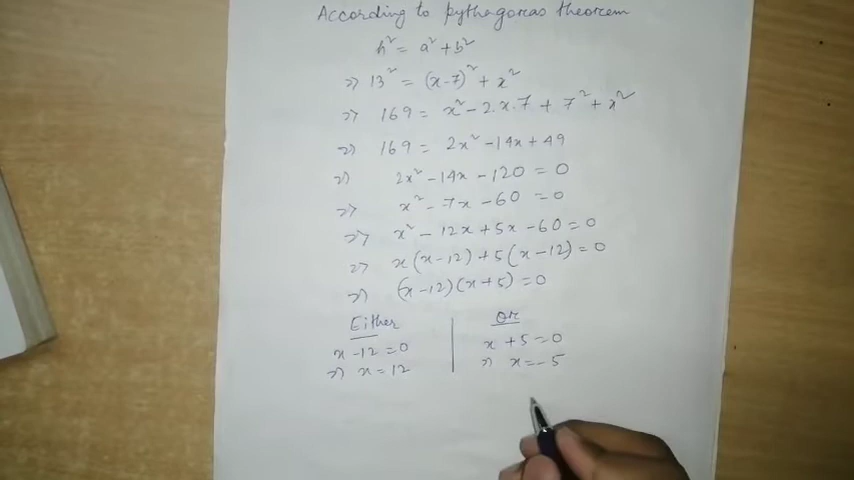 According to pythagoras theorem
h² = a² + b²
=> 13² = (x-7)² + x²
=> 169 = x² - 2.x.7 + 7² + x²
=> 169 = 2x² - 14x + 49
=> 2x² - 14x - 120 = 0
=> x² - 7x - 60 = 0
=> x² - 12x + 5x - 60 = 0
=> x(x-12) + 5(x-12) = 0
=> (x-12)(x+5) = 0
Either
x - 12 = 0
=> x = 12
OR
x + 5 = 0
=> x = -5